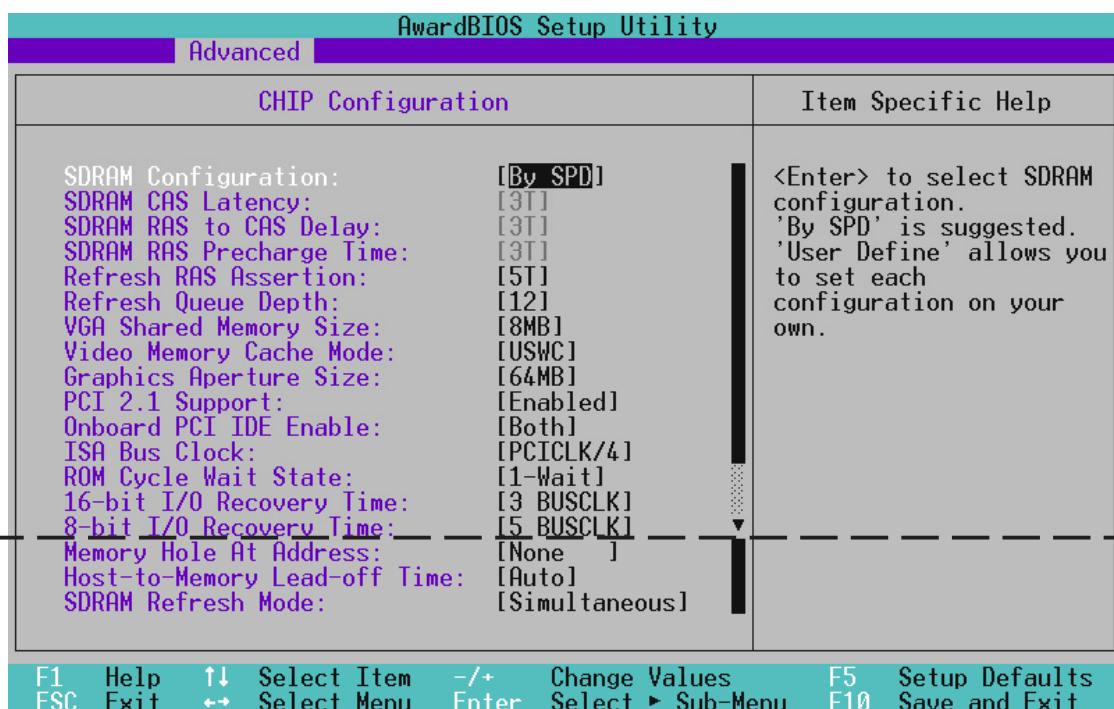 AwardBIOS Setup Utility
Advanced
CHIP Configuration
Item Specific Help
SDRAM Configuration: [By SPD]
SDRAM CAS Latency: [3T]
SDRAM RAS to CAS Delay: [3T]
SDRAM RAS Precharge Time: [3T]
Refresh RAS Assertion: [5T]
Refresh Queue Depth: [12]
VGA Shared Memory Size: [8MB]
Video Memory Cache Mode: [USWC]
Graphics Aperture Size: [64MB]
PCI 2.1 Support: [Enabled]
Onboard PCI IDE Enable: [Both]
ISA Bus Clock: [PCICLK/4]
ROM Cycle Wait State: [1-Wait]
16-bit I/O Recovery Time: [3 BUSCLK]
8-bit I/O Recovery Time: [5 BUSCLK]
Memory Hole At Address: [None ]
Host-to-Memory Lead-off Time: [Auto]
SDRAM Refresh Mode: [Simultaneous]
<Enter> to select SDRAM
configuration.
'By SPD' is suggested.
'User Define' allows you
to set each
configuration on your
own.
F1 Help ↑↓ Select Item -/+ Change Values F5 Setup Defaults
ESC Exit ←→ Select Menu Enter Select ► Sub-Menu F10 Save and Exit